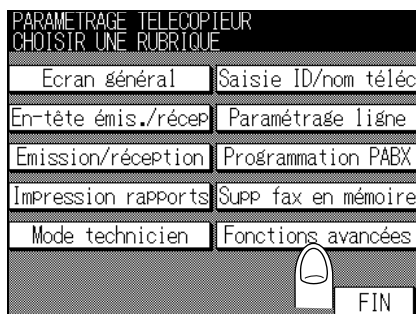 PARAMETRAGE TELECOPIEUR
CHOISIR UNE RUBRIQUE
Ecran général
Saisie ID/nom téléc
En-tête émis./récep
Paramétrage ligne
Emission/réception
Programmation PABX
Impression rapports
Supp fax en mémoire
Mode technicien
Fonctions avancées
FIN